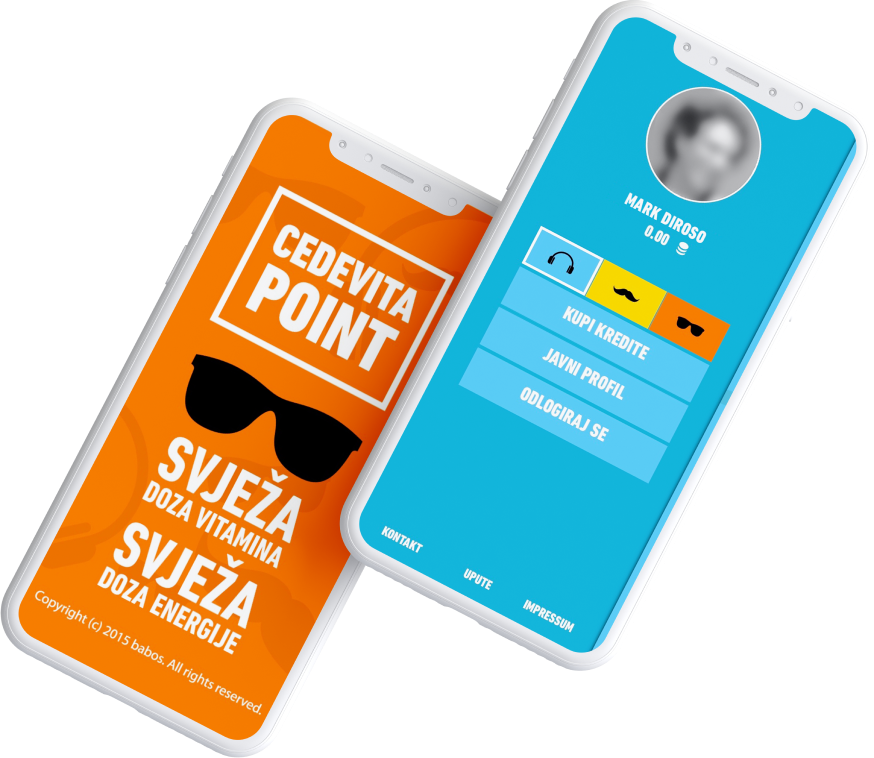 CEDEVITA
POINT
SVJEŽA
DOZA VITAMINA
SVJEŽA
DOZA ENERGIJE
Copyright (c) 2015 babos. All rights reserved.
MARK DIROSO
0.00
KUPI KREDITE
JAVNI PROFIL
ODLOGIRAJ SE
KONTAKT
UPUTE
IMPRESSUM